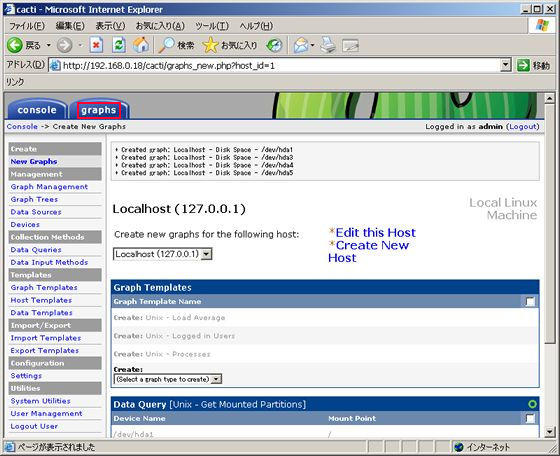 cacti - Microsoft Internet Explorer
ファイル(F) 編集(E) 表示(V) お気に入り(A) ツール(T) ヘルプ(H)
戻る 検索 お気に入り
アドレス(D) http://192.168.0.18/cacti/graphs_new.php?host_id=1 移動
リンク
console graphs
Console -> Create New Graphs Logged in as admin (Logout)
Create
New Graphs
Management
Graph Management
Graph Trees
Data Sources
Devices
Collection Methods
Data Queries
Data Input Methods
Templates
Graph Templates
Host Templates
Data Templates
Import/Export
Import Templates
Export Templates
Configuration
Settings
Utilities
System Utilities
User Management
Logout User
+ Created graph: Localhost - Disk Space - /dev/hda1
+ Created graph: Localhost - Disk Space - /dev/hda3
+ Created graph: Localhost - Disk Space - /dev/hda4
+ Created graph: Localhost - Disk Space - /dev/hda5
Localhost (127.0.0.1)
Local Linux
Machine
Create new graphs for the following host:
Localhost (127.0.0.1)
*Edit this Host
*Create New
Host
Graph Templates
Graph Template Name
Create: Unix - Load Average
Create: Unix - Logged in Users
Create: Unix - Processes
Create:
(Select a graph type to create)
Data Query [Unix - Get Mounted Partitions]
Device Name Mount Point
/dev/hda1 /
ページが表示されました インターネット